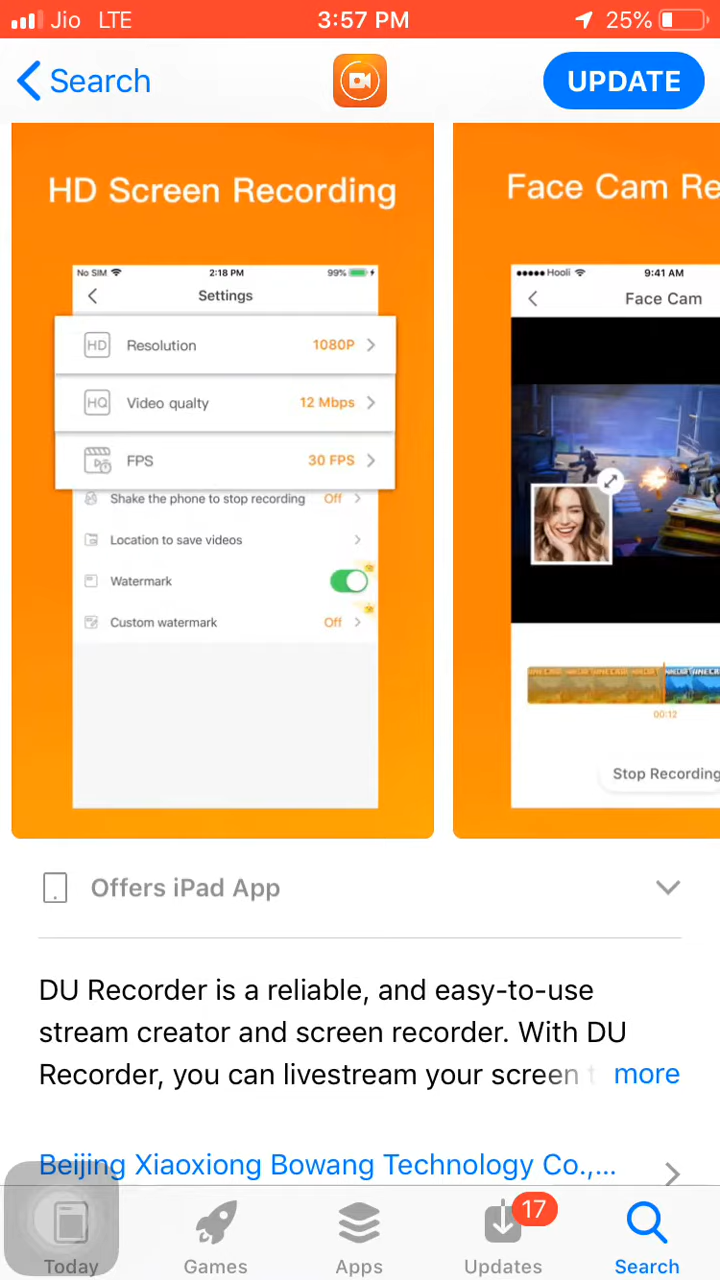 Jio LTE 3:57 PM 25%
Search UPDATE
HD Screen Recording
No SIM 2:18 PM 99%
Settings
HD Resolution 1080P
HQ Video qualty 12 Mbps
FPS 30 FPS
Shake the phone to stop recording Off
Location to save videos
Watermark
Custom watermark Off
Face Cam Re
Hooli 9:41 AM
Face Cam
00:12
Stop Recording
Offers iPad App
DU Recorder is a reliable, and easy-to-use
stream creator and screen recorder. With DU
Recorder, you can livestream your screen t more
Beijing Xiaoxiong Bowang Technology Co.,...
17
Today Games Apps Updates Search